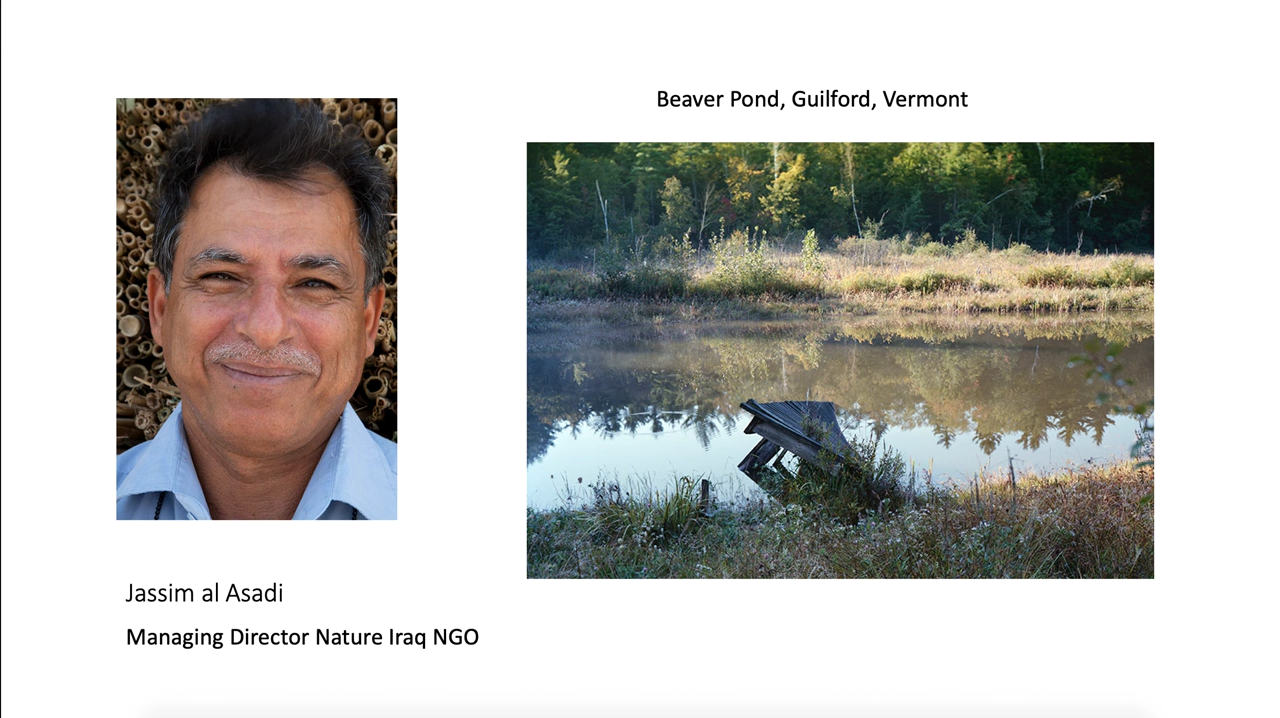 Beaver Pond, Guilford, Vermont
Jassim al Asadi
Managing Director Nature Iraq NGO